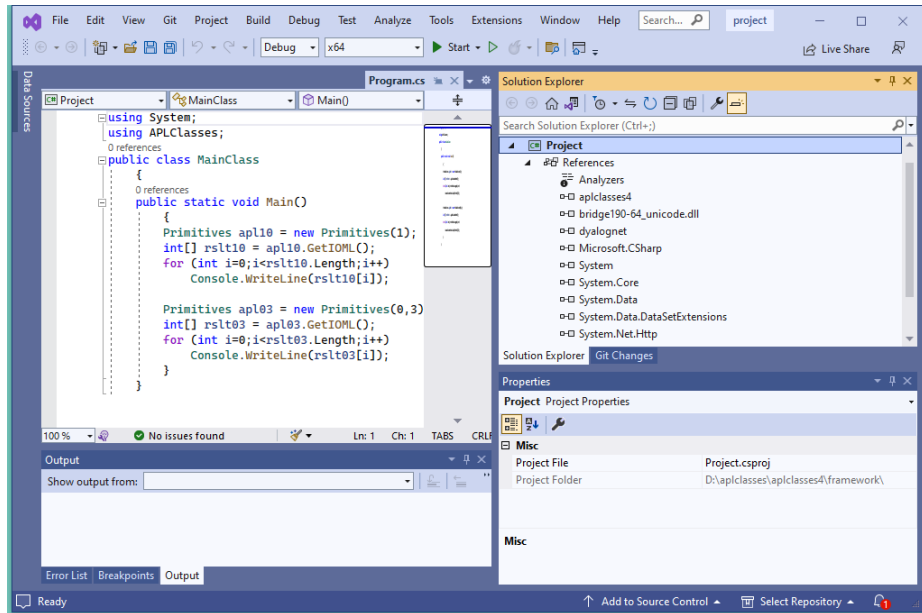 File Edit View Git Project Build Debug Test Analyze Tools Extensions Window Help Search... project
Debug x64 Start Live Share
Data Sources
Program.cs
Project MainClass Main()
using System;
using APLClasses;
0 references
public class MainClass
{
0 references
public static void Main()
{
Primitives apl10 = new Primitives(1);
int[] rslt10 = apl10.GetIOML();
for (int i=0;i<rslt10.Length;i++)
Console.WriteLine(rslt10[i]);
Primitives apl03 = new Primitives(0,3)
int[] rslt03 = apl03.GetIOML();
for (int i=0;i<rslt03.Length;i++)
Console.WriteLine(rslt03[i]);
}
}
100 % No issues found Ln: 1 Ch: 1 TABS CRLF
Output
Show output from:
Error List Breakpoints Output
Solution Explorer
Search Solution Explorer (Ctrl+;)
Project
References
Analyzers
aplclasses4
bridge190-64_unicode.dll
dyalognet
Microsoft.CSharp
System
System.Core
System.Data
System.Data.DataSetExtensions
System.Net.Http
Solution Explorer Git Changes
Properties
Project Project Properties
Misc
Project File Project.csproj
Project Folder D:\aplclasses\aplclasses4\framework\
Misc
Ready Add to Source Control Select Repository 1